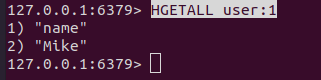 127.0.0.1:6379> HGETALL user:1
1) "name"
2) "Mike"
127.0.0.1:6379>